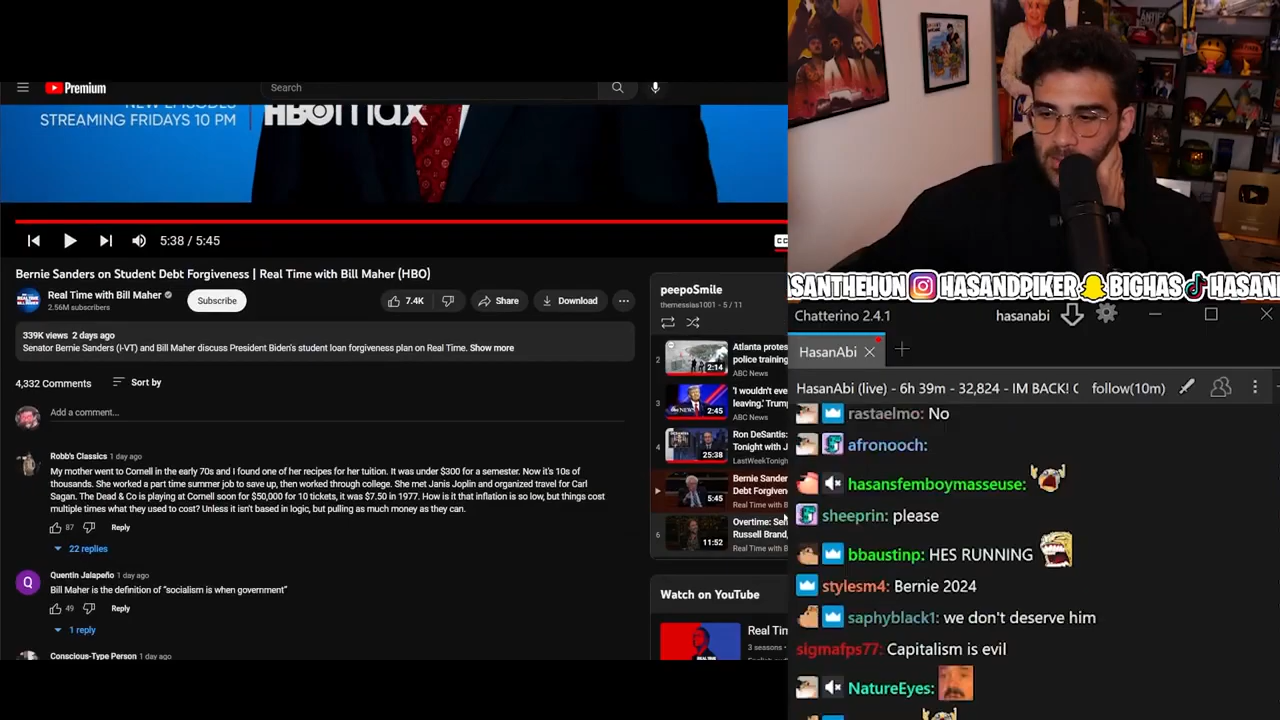 Premium
Search
NEW EPISODES
STREAMING FRIDAYS 10 PM
HBOmax
5:38 / 5:45
Bernie Sanders on Student Debt Forgiveness | Real Time with Bill Maher (HBO)
Real Time with Bill Maher
2.56M subscribers
Subscribe
7.4K
Share
Download
339K views 2 days ago
Senator Bernie Sanders (I-VT) and Bill Maher discuss President Biden's student loan forgiveness plan on Real Time. Show more
4,332 Comments
Sort by
Add a comment...
Robb's Classics 1 day ago
My mother went to Cornell in the early 70s and I found one of her recipes for her tuition. It was under $300 for a semester. Now it's 10s of
thousands. She worked a part time summer job to save up, then worked through college. She met Janis Joplin and organized travel for Carl
Sagan. The Dead & Co is playing at Cornell soon for $50,000 for 10 tickets, it was $7.50 in 1977. How is it that inflation is so low, but things cost
multiple times what they used to cost? Unless it isn't based in logic, but pulling as much money as they can.
87
Reply
22 replies
Q
Quentin Jalapeño 1 day ago
Bill Maher is the definition of "socialism is when government"
49
Reply
1 reply
Conscious-Type Person 1 day ago
peepoSmile
themessias1001 - 5 / 11
2
2:14
Atlanta protes
police training
ABC News
3
2:45
'I wouldn't eve
leaving.' Trump
ABC News
4
25:38
Ron DeSantis:
Tonight with J
LastWeekTonigh
5:45
Bernie Sander
Debt Forgiven
Real Time with B
6
11:52
Overtime: Sen
Russell Brand,
Real Time with B
Watch on YouTube
Real Tim
3 seasons
ASANTHEHUN HASANDPIKER BIGHAS HASAN
Chatterino 2.4.1
hasanabi
HasanAbi
HasanAbi (live) - 6h 39m - 32,824 - IM BACK!
follow(10m)
rastaelmo: No
afronooch:
hasansfemboymasseuse:
sheeprin: please
bbaustinp: HES RUNNING
stylesm4: Bernie 2024
saphyblack1: we don't deserve him
sigmafps77: Capitalism is evil
NatureEyes: